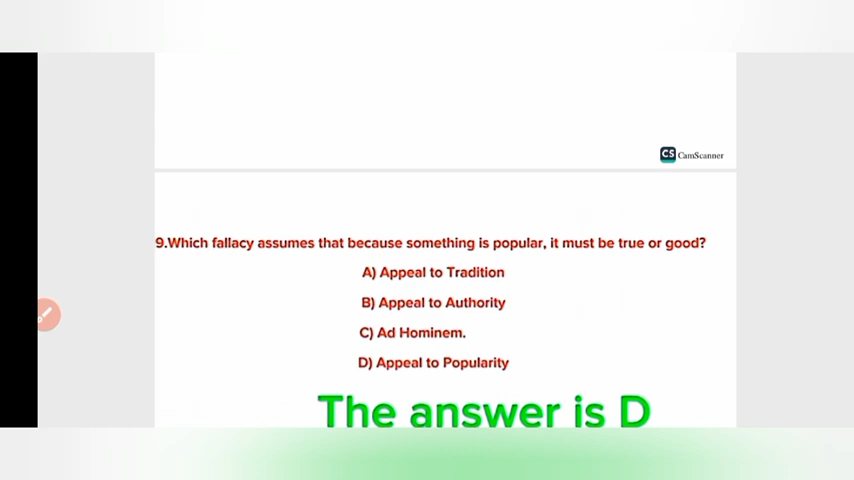 CS CamScanner
9.Which fallacy assumes that because something is popular, it must be true or good?
A) Appeal to Tradition
B) Appeal to Authority
C) Ad Hominem.
D) Appeal to Popularity
The answer is D